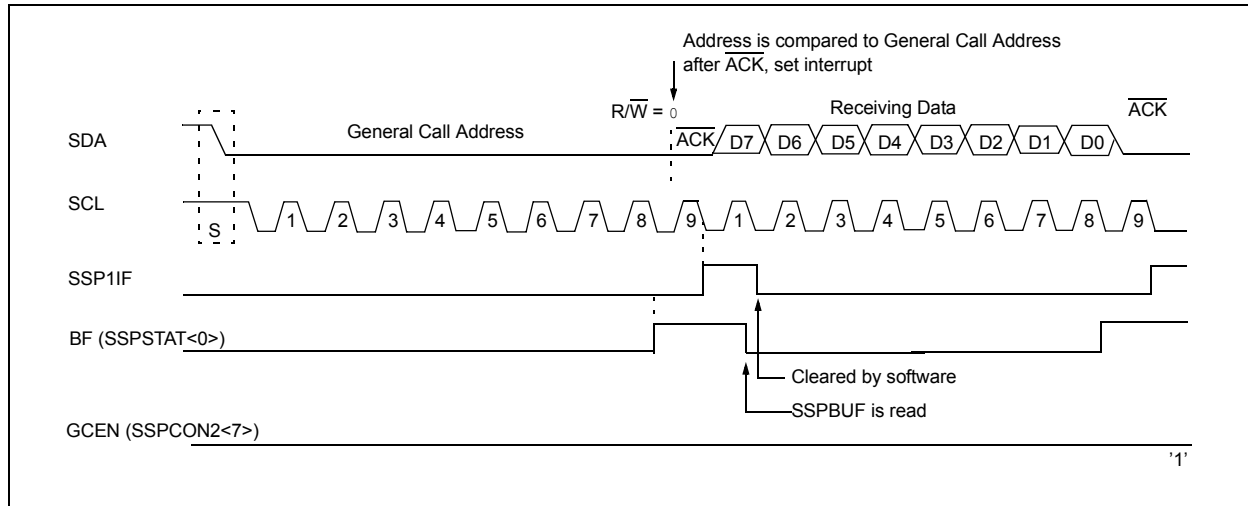 Address is compared to General Call Address
after ACK, set interrupt
R/W = 0
Receiving Data
ACK
SDA
General Call Address
ACK D7 D6 D5 D4 D3 D2 D1 D0
SCL
S
1 2 3 4 5 6 7 8 9 1 2 3 4 5 6 7 8 9
SSP1IF
BF (SSPSTAT<0>)
Cleared by software
SSPBUF is read
GCEN (SSPCON2<7>)
’1’